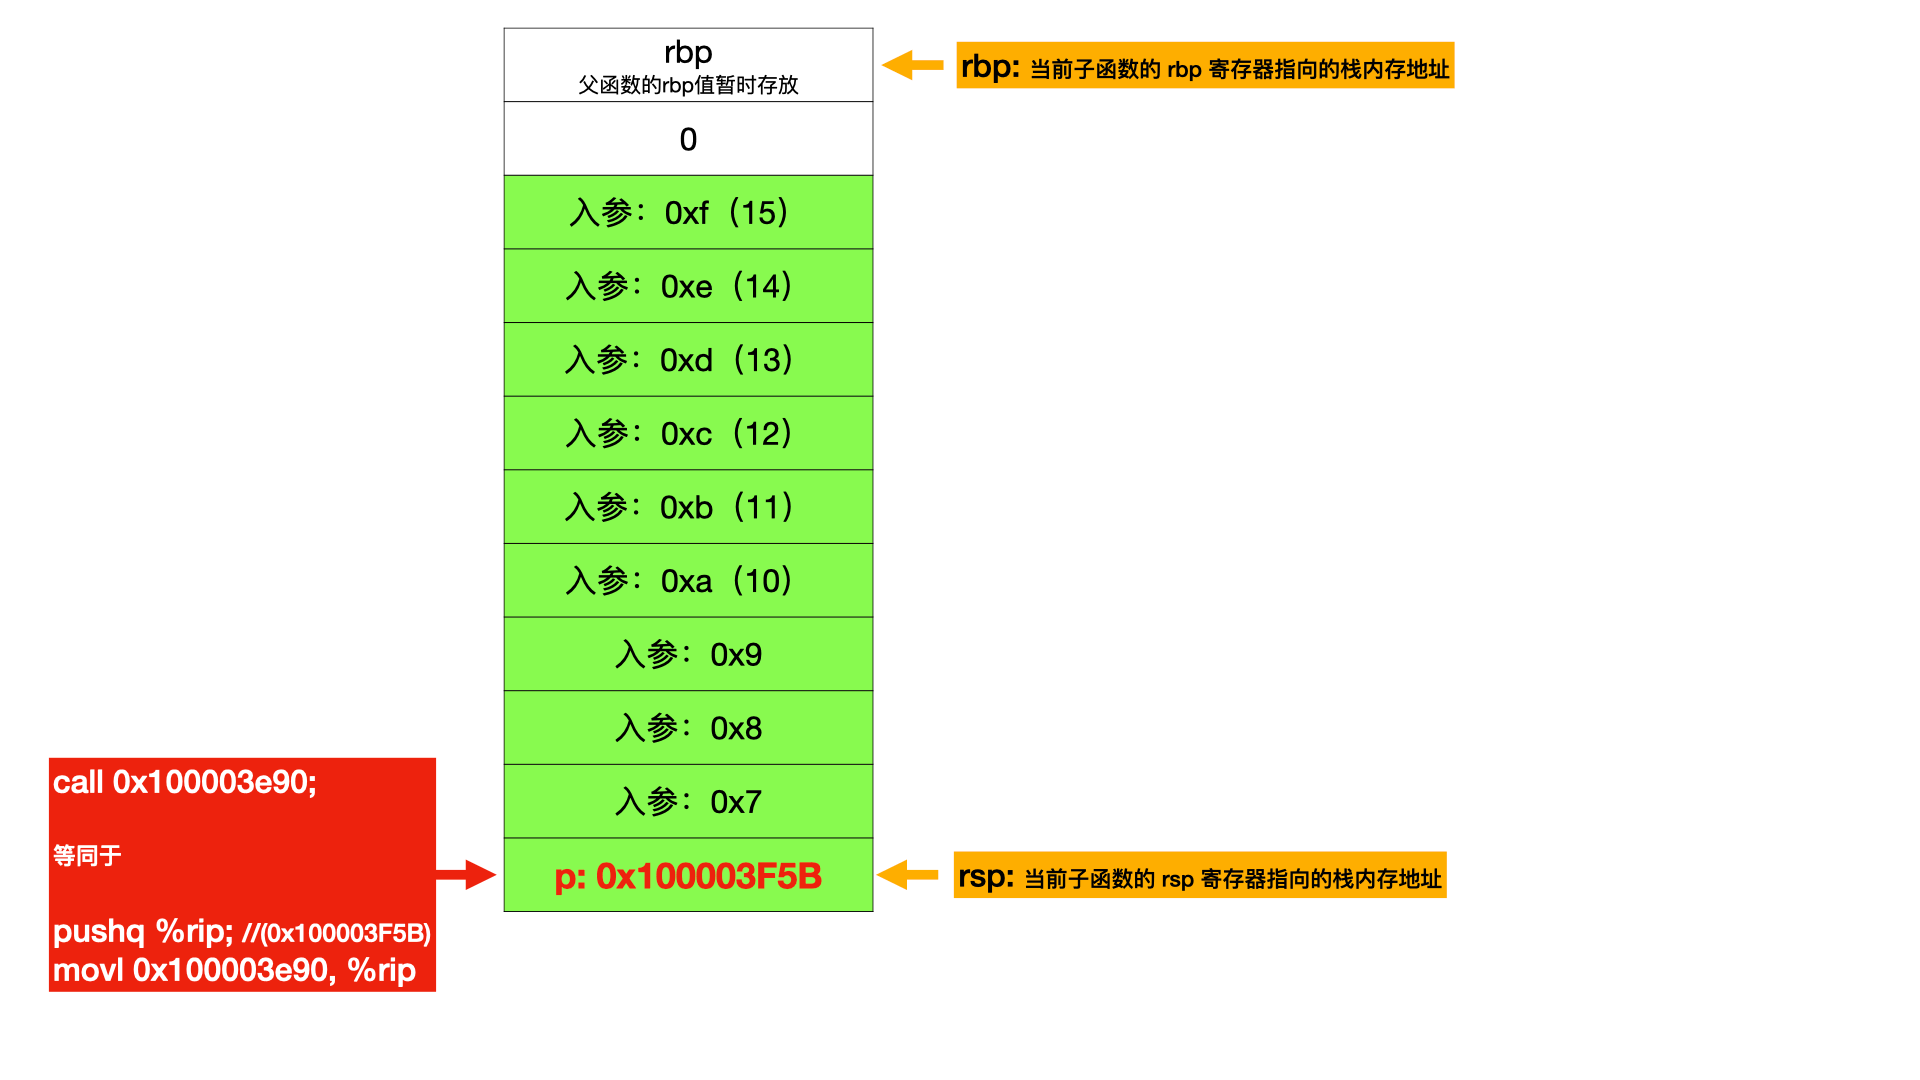 rbp
父函数的rbp值暂时存放
rbp: 当前子函数的 rbp 寄存器指向的栈内存地址
0
入参：0xf（15）
入参：0xe（14）
入参：0xd（13）
入参：0xc（12）
入参：0xb（11）
入参：0xa（10）
入参：0x9
入参：0x8
入参：0x7
call 0x100003e90;
等同于
pushq %rip; //(0x100003F5B)
movl 0x100003e90, %rip
p: 0x100003F5B
rsp: 当前子函数的 rsp 寄存器指向的栈内存地址